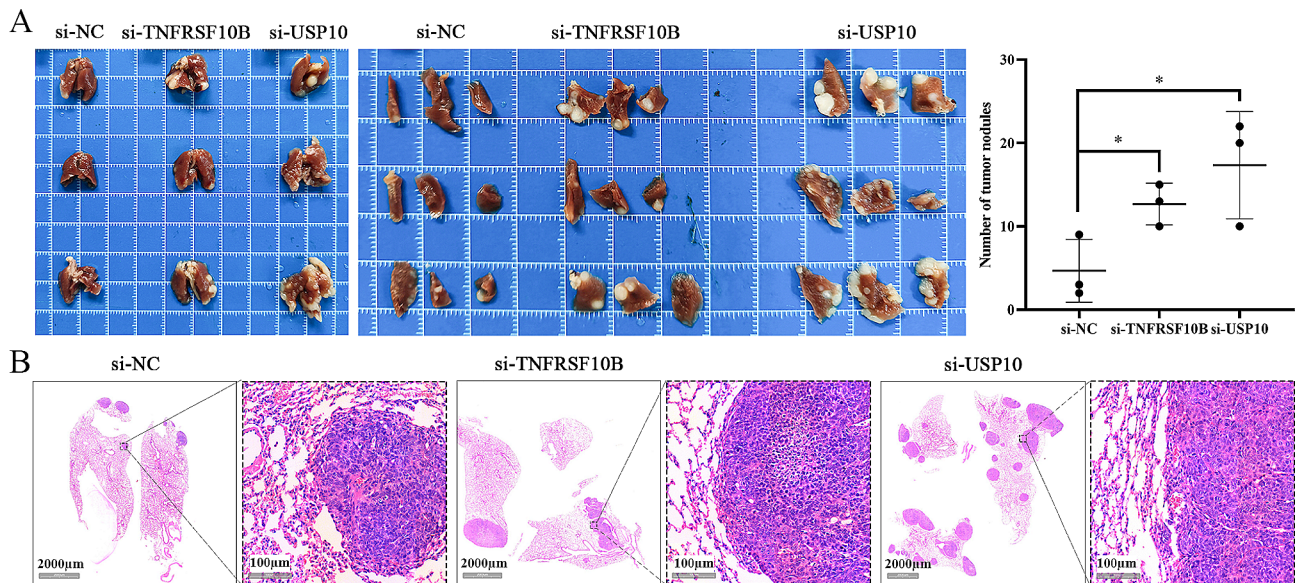 A
si-NC si-TNFRSF10B si-USP10
si-NC si-TNFRSF10B si-USP10
Number of tumor nodules
30
20
10
0
*
*
si-NC si-TNFRSF10B si-USP10
B
si-NC si-TNFRSF10B si-USP10
2000μm 100μm 2000μm 100μm 2000μm 100μm